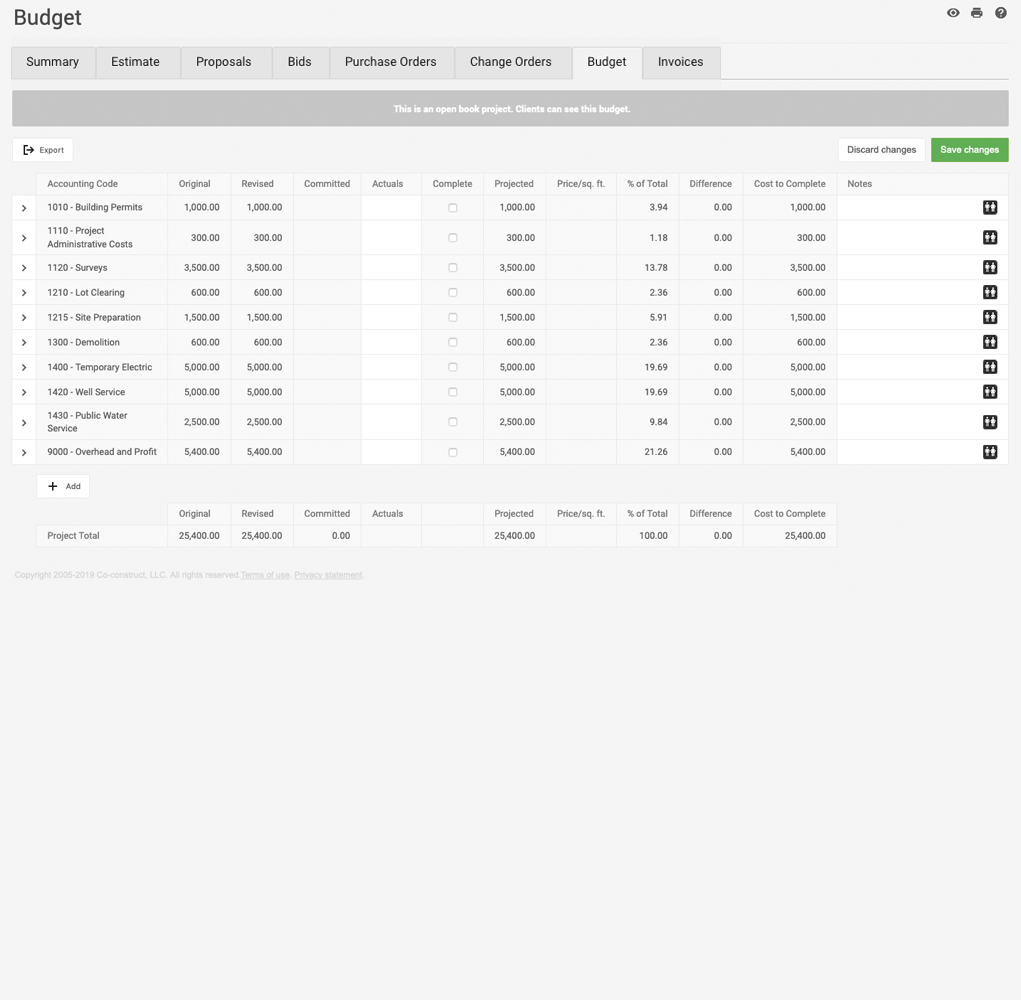 Budget
Summary Estimate Proposals Bids Purchase Orders Change Orders Budget Invoices
This is an open book project. Clients can see this budget.
Export Discard changes Save changes
Accounting Code Original Revised Committed Actuals Complete Projected Price/sq. ft. % of Total Difference Cost to Complete Notes
1010 - Building Permits 1,000.00 1,000.00 1,000.00 3.94 0.00 1,000.00
1110 - Project
Administrative Costs 300.00 300.00 300.00 1.18 0.00 300.00
1120 - Surveys 3,500.00 3,500.00 3,500.00 13.78 0.00 3,500.00
1210 - Lot Clearing 600.00 600.00 600.00 2.36 0.00 600.00
1215 - Site Preparation 1,500.00 1,500.00 1,500.00 5.91 0.00 1,500.00
1300 - Demolition 600.00 600.00 600.00 2.36 0.00 600.00
1400 - Temporary Electric 5,000.00 5,000.00 5,000.00 19.69 0.00 5,000.00
1420 - Well Service 5,000.00 5,000.00 5,000.00 19.69 0.00 5,000.00
1430 - Public Water
Service 2,500.00 2,500.00 2,500.00 9.84 0.00 2,500.00
9000 - Overhead and Profit 5,400.00 5,400.00 5,400.00 21.26 0.00 5,400.00
Add
Original Revised Committed Actuals Projected Price/sq. ft. % of Total Difference Cost to Complete
Project Total 25,400.00 25,400.00 0.00 25,400.00 100.00 0.00 25,400.00
Copyright 2005-2019 Co-construct, LLC. All rights reserved. Terms of use. Privacy statement.